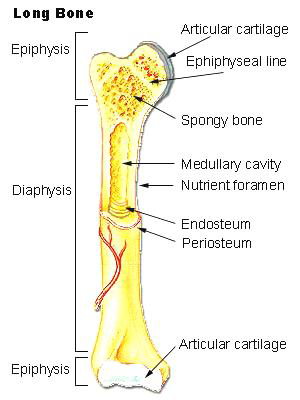 Long Bone
Articular cartilage
Epiphysis
Ephiphyseal line
Spongy bone
Medullary cavity
Diaphysis
Nutrient foramen
Endosteum
Periosteum
Articular cartilage
Epiphysis